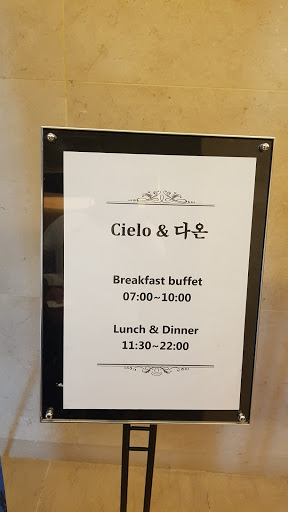 Cielo & 다온
Breakfast buffet
07:00~10:00
Lunch & Dinner
11:30~22:00